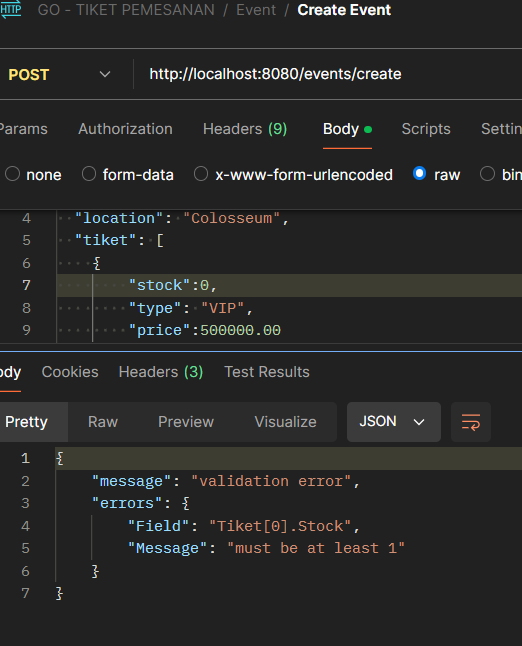 HTTP GO - TIKET PEMESANAN / Event / Create Event
POST http://localhost:8080/events/create
Params Authorization Headers (9) Body Scripts Settin
none form-data x-www-form-urlencoded raw bin
4 "location": "Colosseum",
5 "tiket": [
6 {
7 "stock":0,
8 "type": "VIP",
9 "price":500000.00
ody Cookies Headers (3) Test Results
Pretty Raw Preview Visualize JSON
1 {
2 "message": "validation error",
3 "errors": {
4 "Field": "Tiket[0].Stock",
5 "Message": "must be at least 1"
6 }
7 }